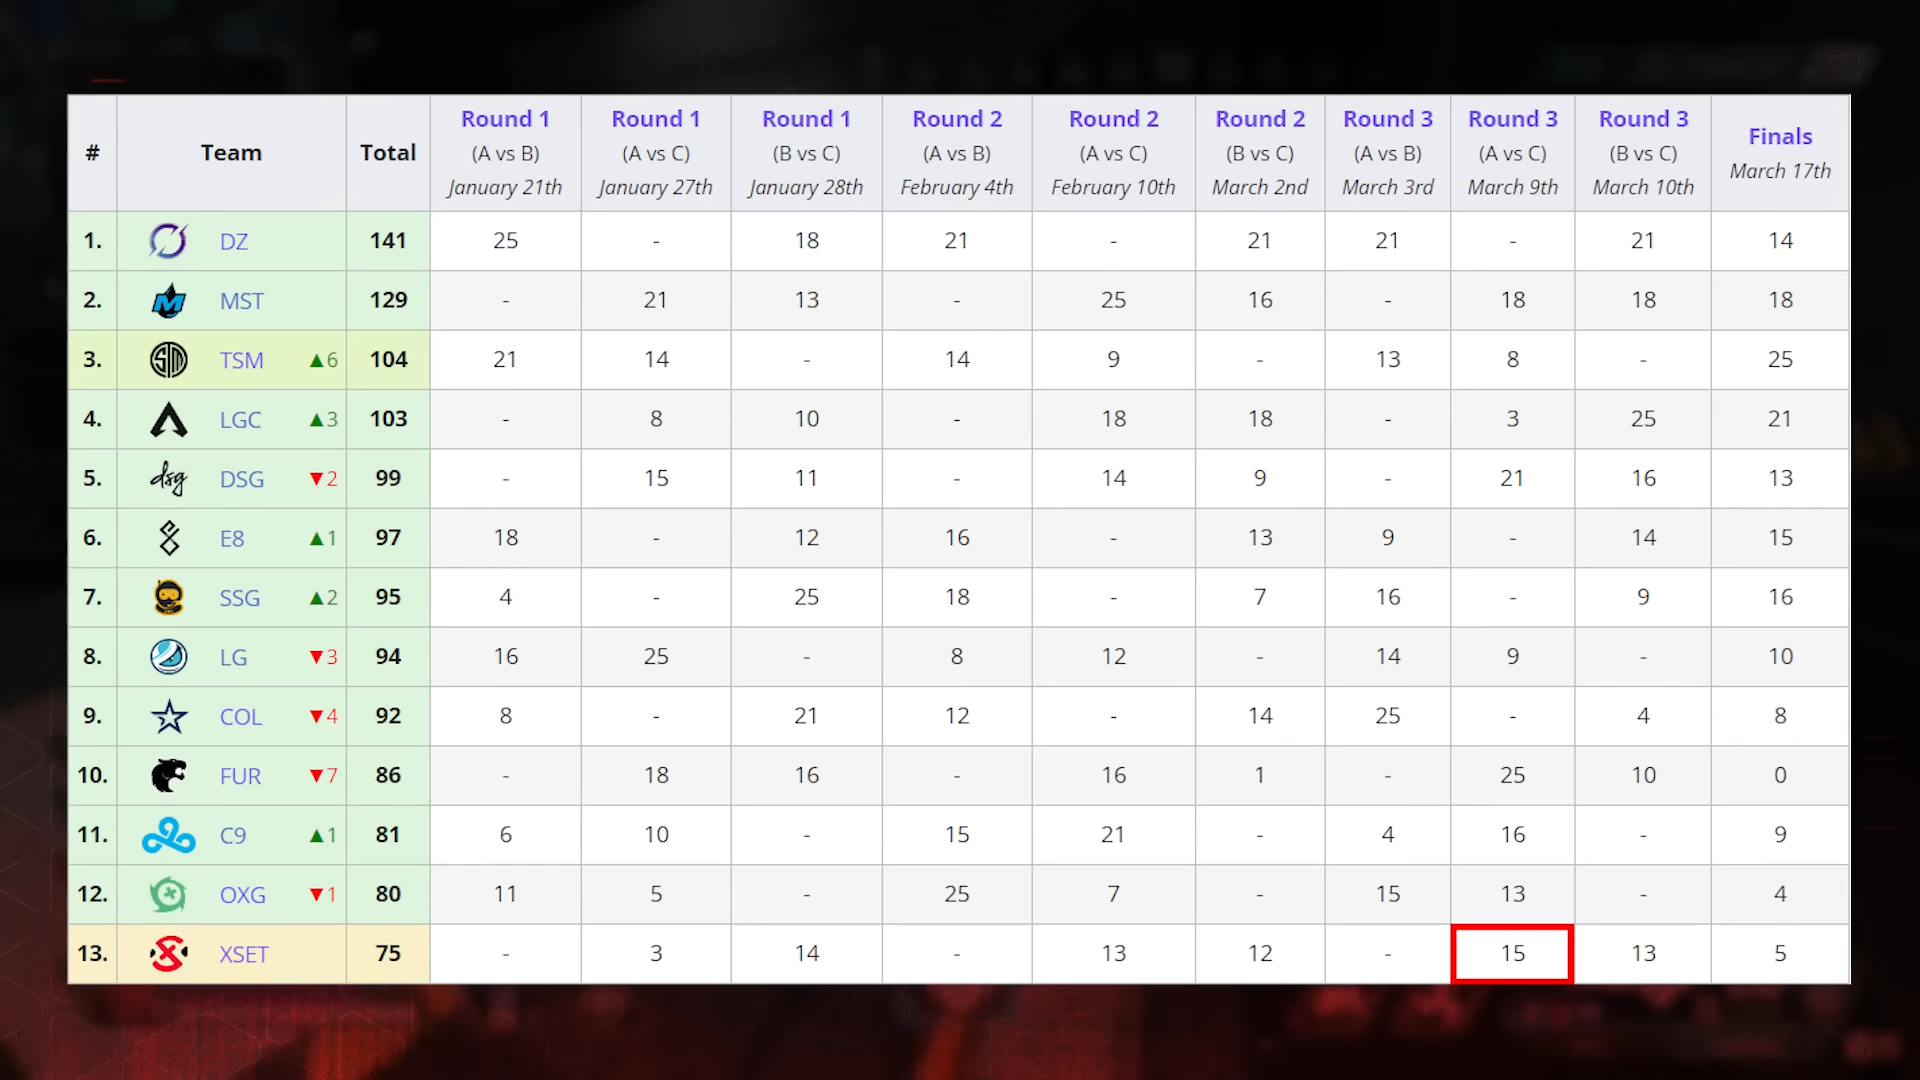 # Team Total Round 1 (A vs B) January 21th Round 1 (A vs C) January 27th Round 1 (B vs C) January 28th Round 2 (A vs B) February 4th Round 2 (A vs C) February 10th Round 2 (B vs C) March 2nd Round 3 (A vs B) March 3rd Round 3 (A vs C) March 9th Round 3 (B vs C) March 10th Finals March 17th
1. DZ 141 25 - 18 21 - 21 21 - 21 14
2. MST 129 - 21 13 - 25 16 - 18 18 18
3. TSM ▲6 104 21 14 - 14 9 - 13 8 - 25
4. LGC ▲3 103 - 8 10 - 18 18 - 3 25 21
5. dsg DSG ▼2 99 - 15 11 - 14 9 - 21 16 13
6. E8 ▲1 97 18 - 12 16 - 13 9 - 14 15
7. SSG ▲2 95 4 - 25 18 - 7 16 - 9 16
8. LG ▼3 94 16 25 - 8 12 - 14 9 - 10
9. COL ▼4 92 8 - 21 12 - 14 25 - 4 8
10. FUR ▼7 86 - 18 16 - 16 1 - 25 10 0
11. C9 ▲1 81 6 10 - 15 21 - 4 16 - 9
12. OXG ▼1 80 11 5 - 25 7 - 15 13 - 4
13. XSET 75 - 3 14 - 13 12 - 15 13 5